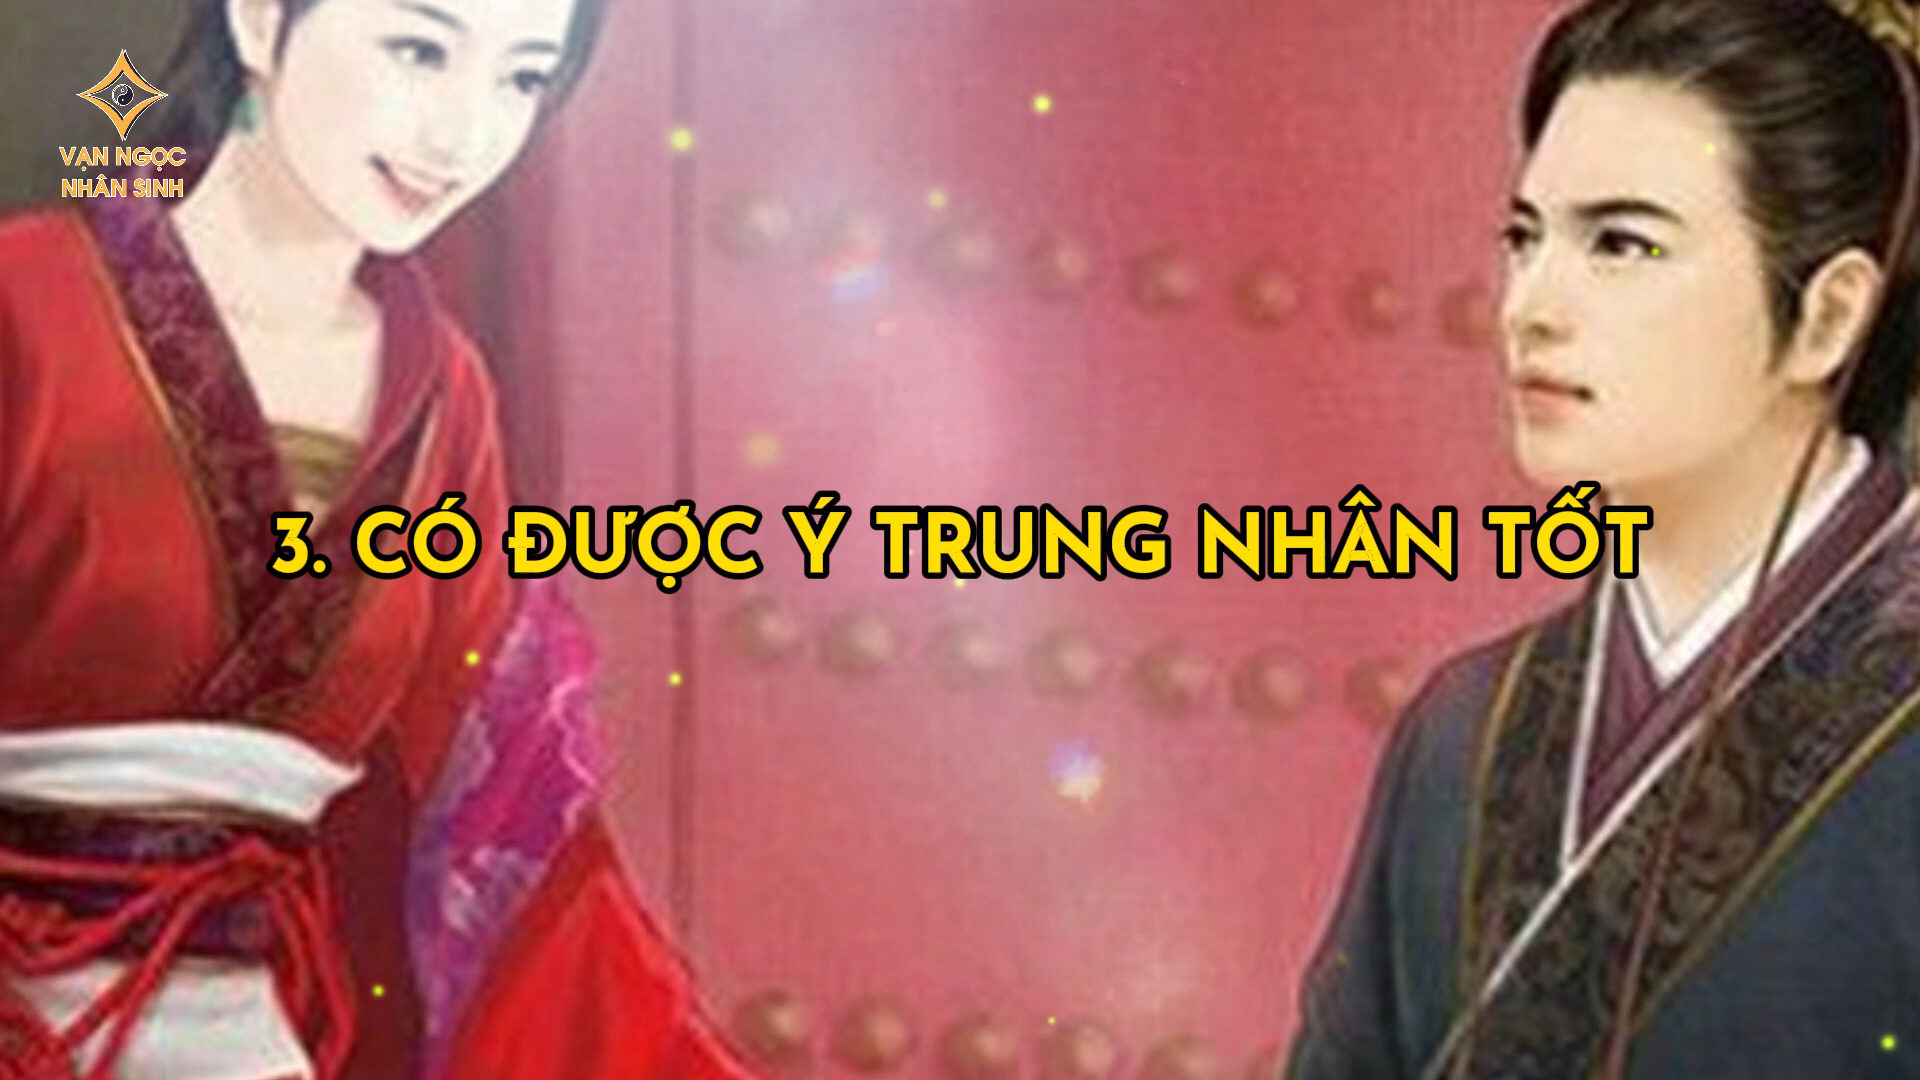 VẠN NGỌC
NHÂN SINH
3. CÓ ĐƯỢC Ý TRUNG NHÂN TỐT